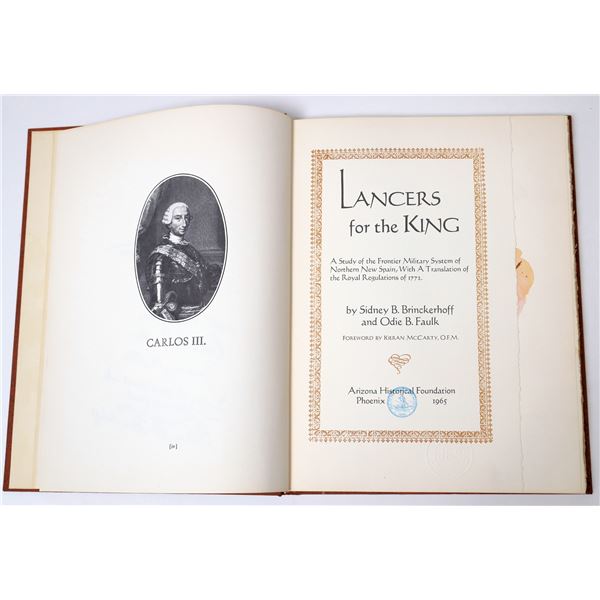 CARLOS III.
[iv]
LANCERS
for the KING
A Study of the Frontier Military System of
Northern New Spain, With A Translation of
the Royal Regulations of 1772.
by Sidney B. Brinckerhoff
and Odie B. Faulk
FOREWORD BY KIERAN MCCARTY, O.F.M.
Arizona Historical Foundation
Phoenix 1965